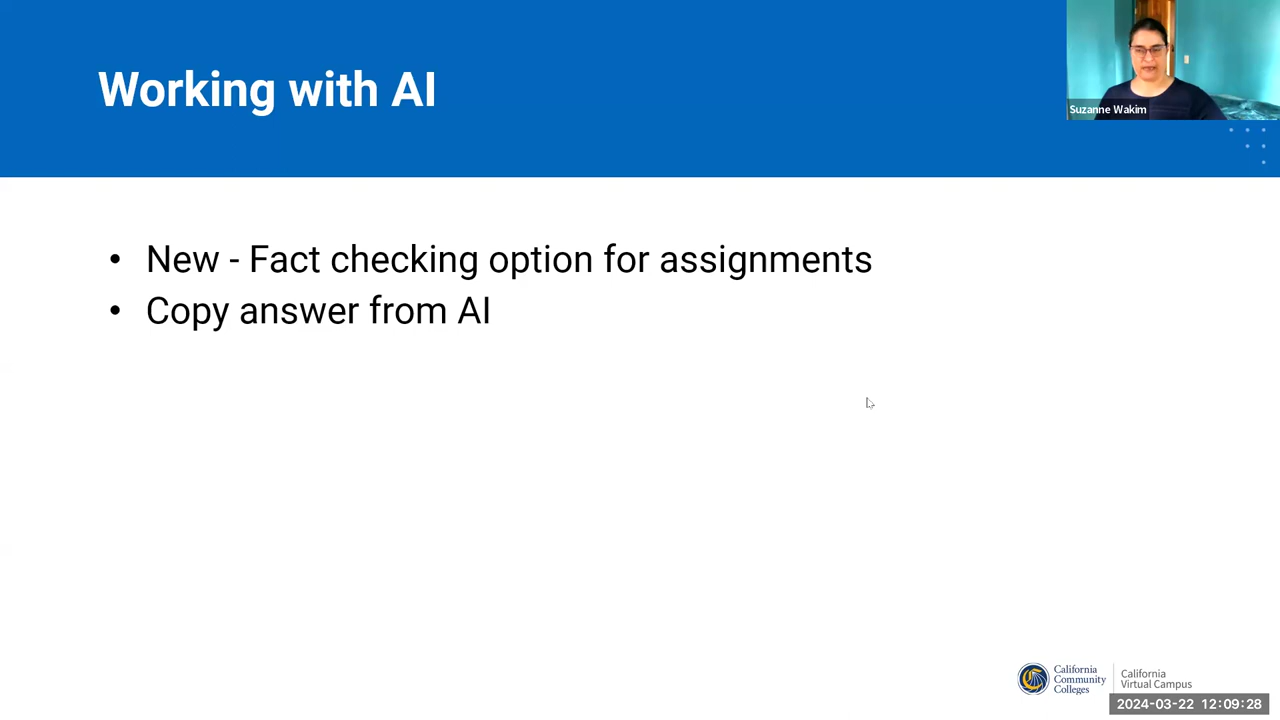 Working with AI
Suzanne Wakim
• New - Fact checking option for assignments
• Copy answer from AI
California
Community
Colleges
California
Virtual Campus
2024-03-22 12:09:28